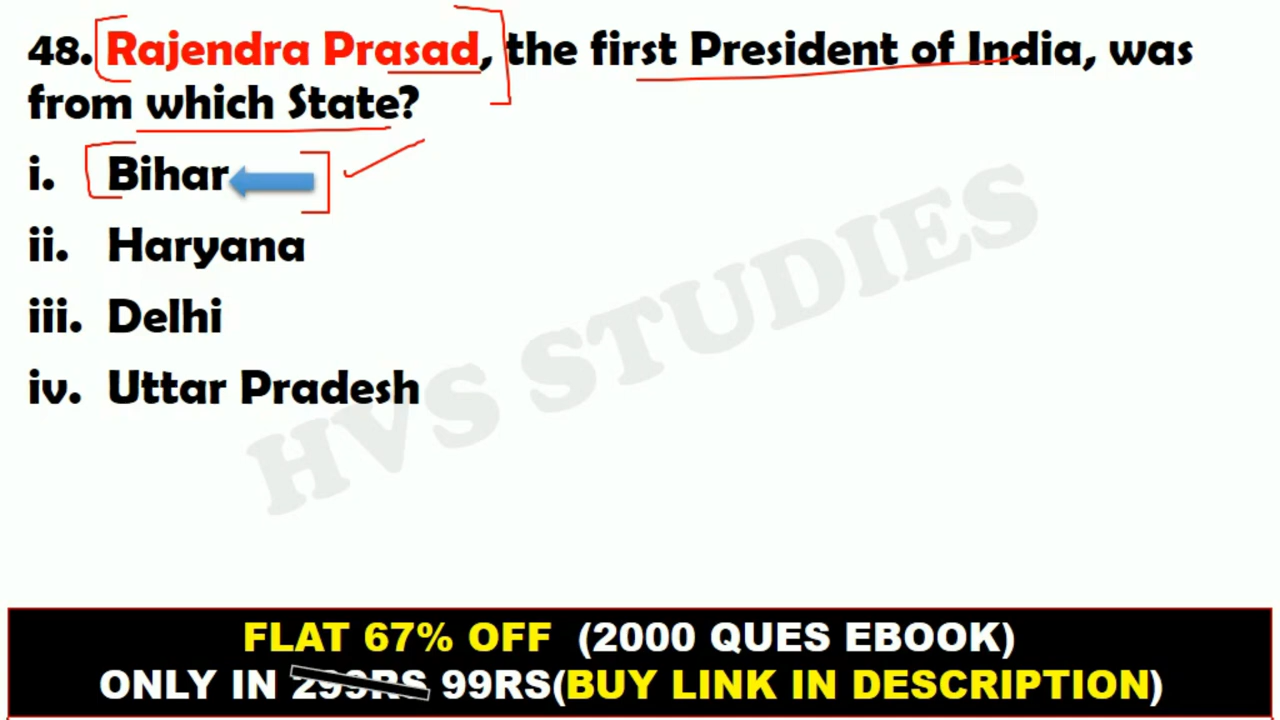 48. Rajendra Prasad, the first President of India, was
from which State?
i. Bihar
ii. Haryana
iii. Delhi
iv. Uttar Pradesh
HVS STUDIES
FLAT 67% OFF (2000 QUES EBOOK)
ONLY IN 299RS 99RS(BUY LINK IN DESCRIPTION)